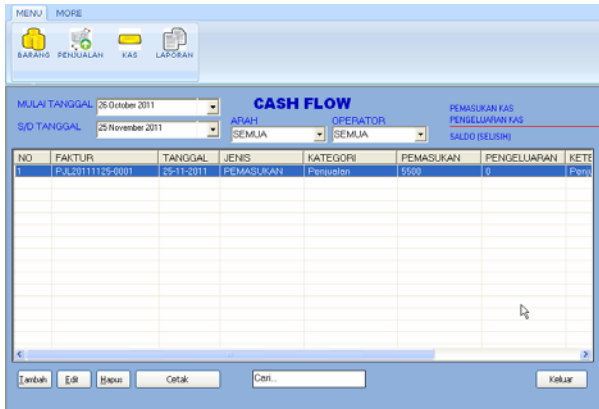 MENU MORE
BARANG PENJUALAN KAS LAPORAN
MULAI TANGGAL 26 October 2011
CASH FLOW
S/D TANGGAL 25 November 2011
ARAH OPERATOR
SEMUA SEMUA
PEMASUKAN KAS
PENGELUARAN KAS
SALDO (SELISIH)
NO FAKTUR TANGGAL JENIS KATEGORI PEMASUKAN PENGELUARAN KETE
1 PJL20111125-0001 25-11-2011 PEMASUKAN Penjualan 5500 0 Penju
Tambah Edit Hapus Cetak Cari... Keluar